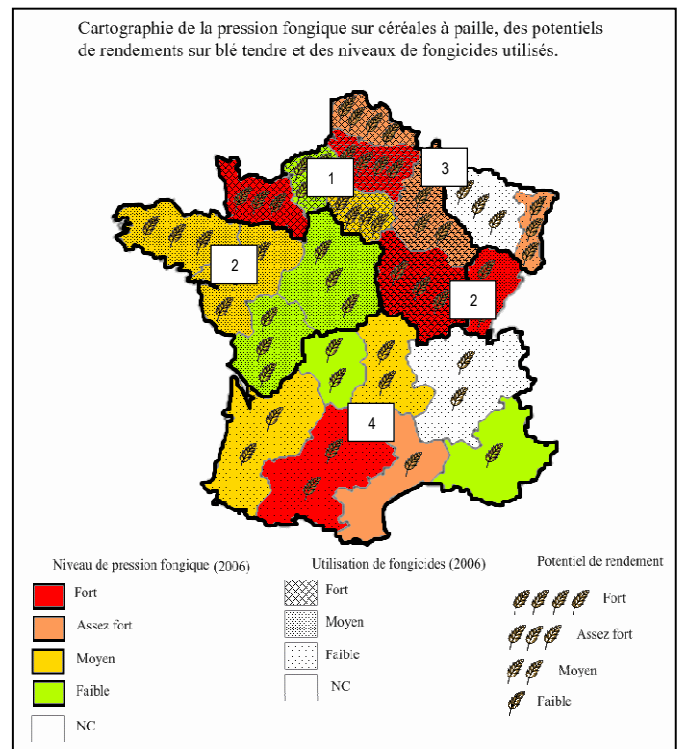 Cartographie de la pression fongique sur céréales à paille, des potentiels
de rendements sur blé tendre et des niveaux de fongicides utilisés.
1
3
2
2
4
Niveau de pression fongique (2006)
Fort
Assez fort
Moyen
Faible
NC
Utilisation de fongicides (2006)
Fort
Moyen
Faible
NC
Potentiel de rendement
Fort
Assez fort
Moyen
Faible